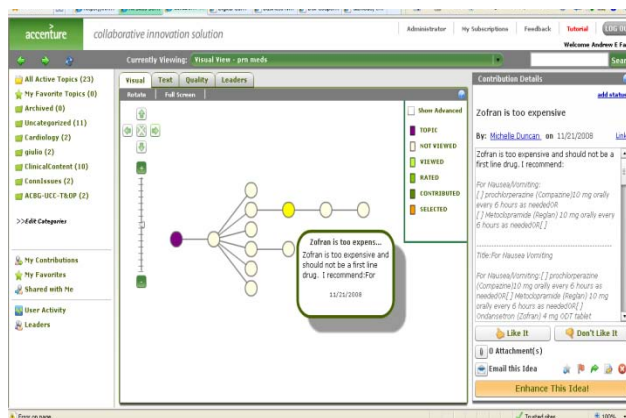 accenture
collaborative innovation solution
Administrator
My Subscriptions
Feedback
Tutorial
LOG OU
Welcome Andrew E Fa
Currently Viewing: Visual View - prn meds
Sear
All Active Topics (23)
My Favorite Topics (0)
Archived (0)
Uncategorized (11)
Cardiology (2)
giulio (2)
ClinicalContent (10)
ConnIssues (2)
ACBG-UCC-T&OP (2)
>>Edit Categories
My Contributions
My Favorites
Shared with Me
User Activity
Leaders
Visual
Text
Quality
Leaders
Rotate
Full Screen
Show Advanced
TOPIC
NOT VIEWED
VIEWED
RATED
CONTRIBUTED
SELECTED
Zofran is too expens...
Zofran is too expensive and
should not be a first line
drug. I recommend:For
11/21/2008
Contribution Details
add status
Zofran is too expensive
By: Michelle Duncan on 11/21/2008
Link
Zofran is too expensive and should not be a
first line drug. I recommend:
For Nausea/Vomiting:
[ ] prochlorperazine (Compazine)10 mg orally
every 6 hours as neededOR
[ ] Metoclopramide (Reglan) 10 mg orally
every 6 hours as neededOR[ ]
Title:For Nausea Vomiting
For Nausea/Vomiting:[ ] prochlorperazine
(Compazine)10 mg orally every 6 hours as
neededOR[ ] Metoclopramide (Reglan) 10 mg
orally every 6 hours as neededOR[ ]
Ondansetron (Zofran) 4 mg ODT tablet
Like It
Don't Like It
0 Attachment(s)
Email this Idea
Enhance This Idea!
Error on page.
Trusted sites
100%